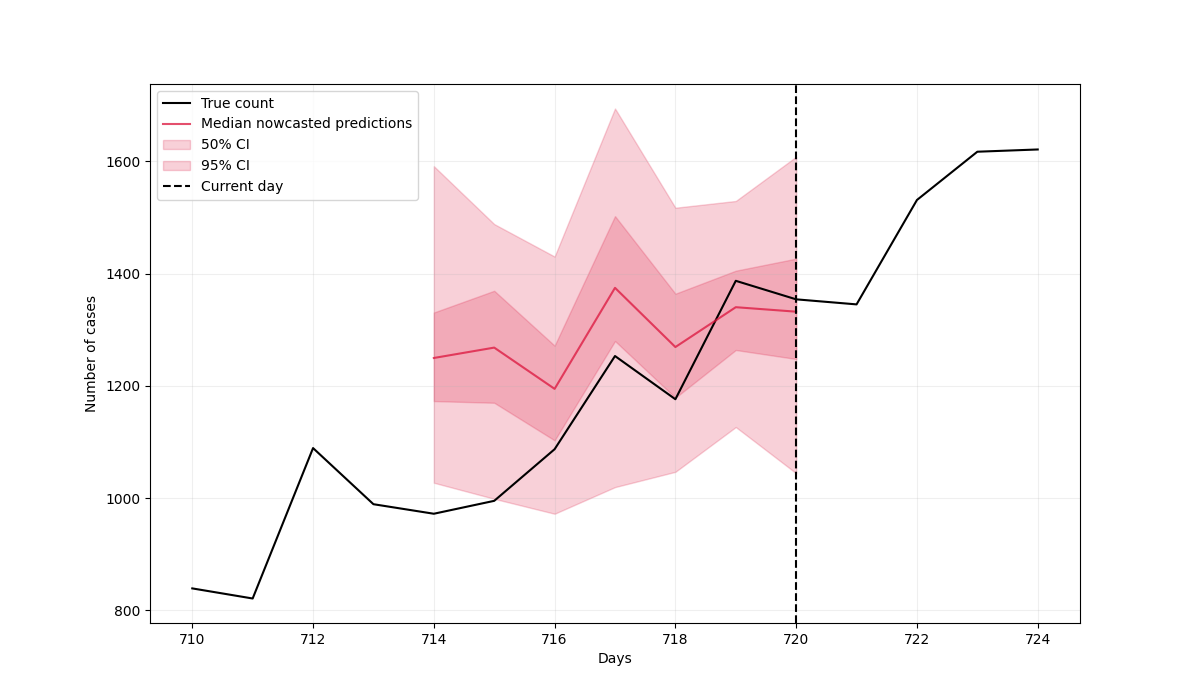 True count
Median nowcasted predictions
50% CI
95% CI
Current day
Number of cases
1600
1400
1200
1000
800
710 712 714 716 718 720 722 724
Days